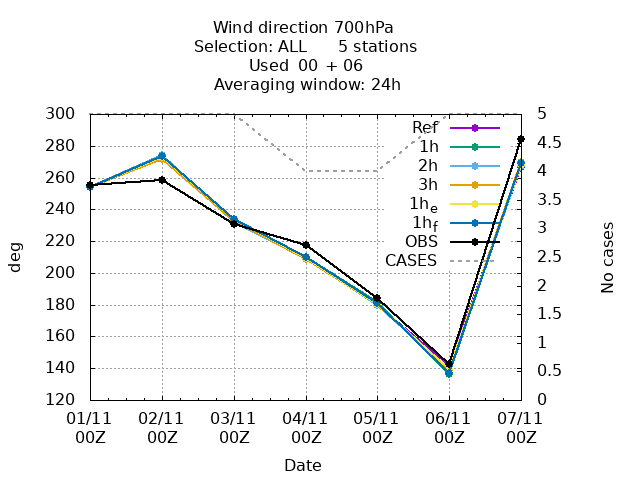 Wind direction 700hPa
Selection: ALL 5 stations
Used 00 + 06
Averaging window: 24h
300
280
260
240
220
200
180
160
140
120
deg
5
4.5
4
3.5
3
2.5
2
1.5
1
0.5
0
No cases
Ref
1h
2h
3h
1h_e
1h_f
OBS
CASES
01/11 02/11 03/11 04/11 05/11 06/11 07/11
00Z 00Z 00Z 00Z 00Z 00Z 00Z
Date